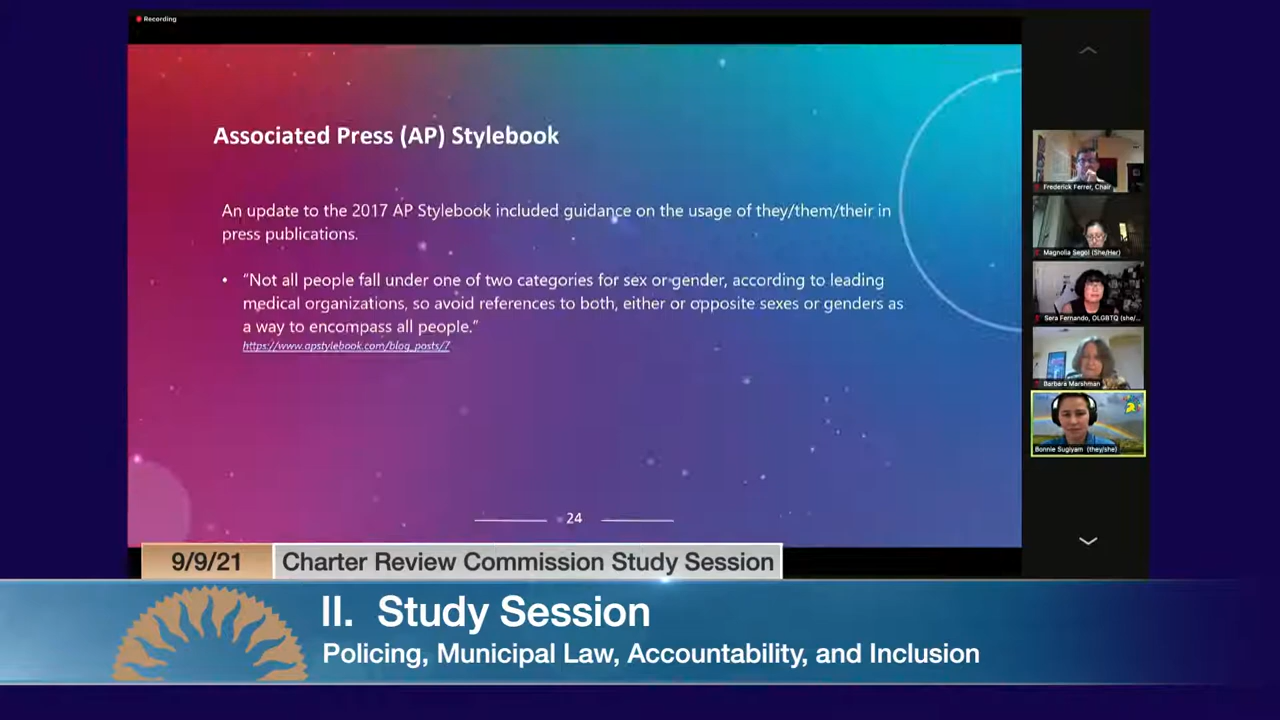 Recording
Associated Press (AP) Stylebook
An update to the 2017 AP Stylebook included guidance on the usage of they/them/their in
press publications.
• “Not all people fall under one of two categories for sex or gender, according to leading
medical organizations, so avoid references to both, either or opposite sexes or genders as
a way to encompass all people.”
https://www.apstylebook.com/blog_posts/7
24
Frederick Ferrer, Chair
Magnolia Segol (She/Her)
Sera Fernando, OLGBTQ (she/...
Barbara Marshman
Bonnie Sugiyam (they/she)
9/9/21
Charter Review Commission Study Session
II. Study Session
Policing, Municipal Law, Accountability, and Inclusion